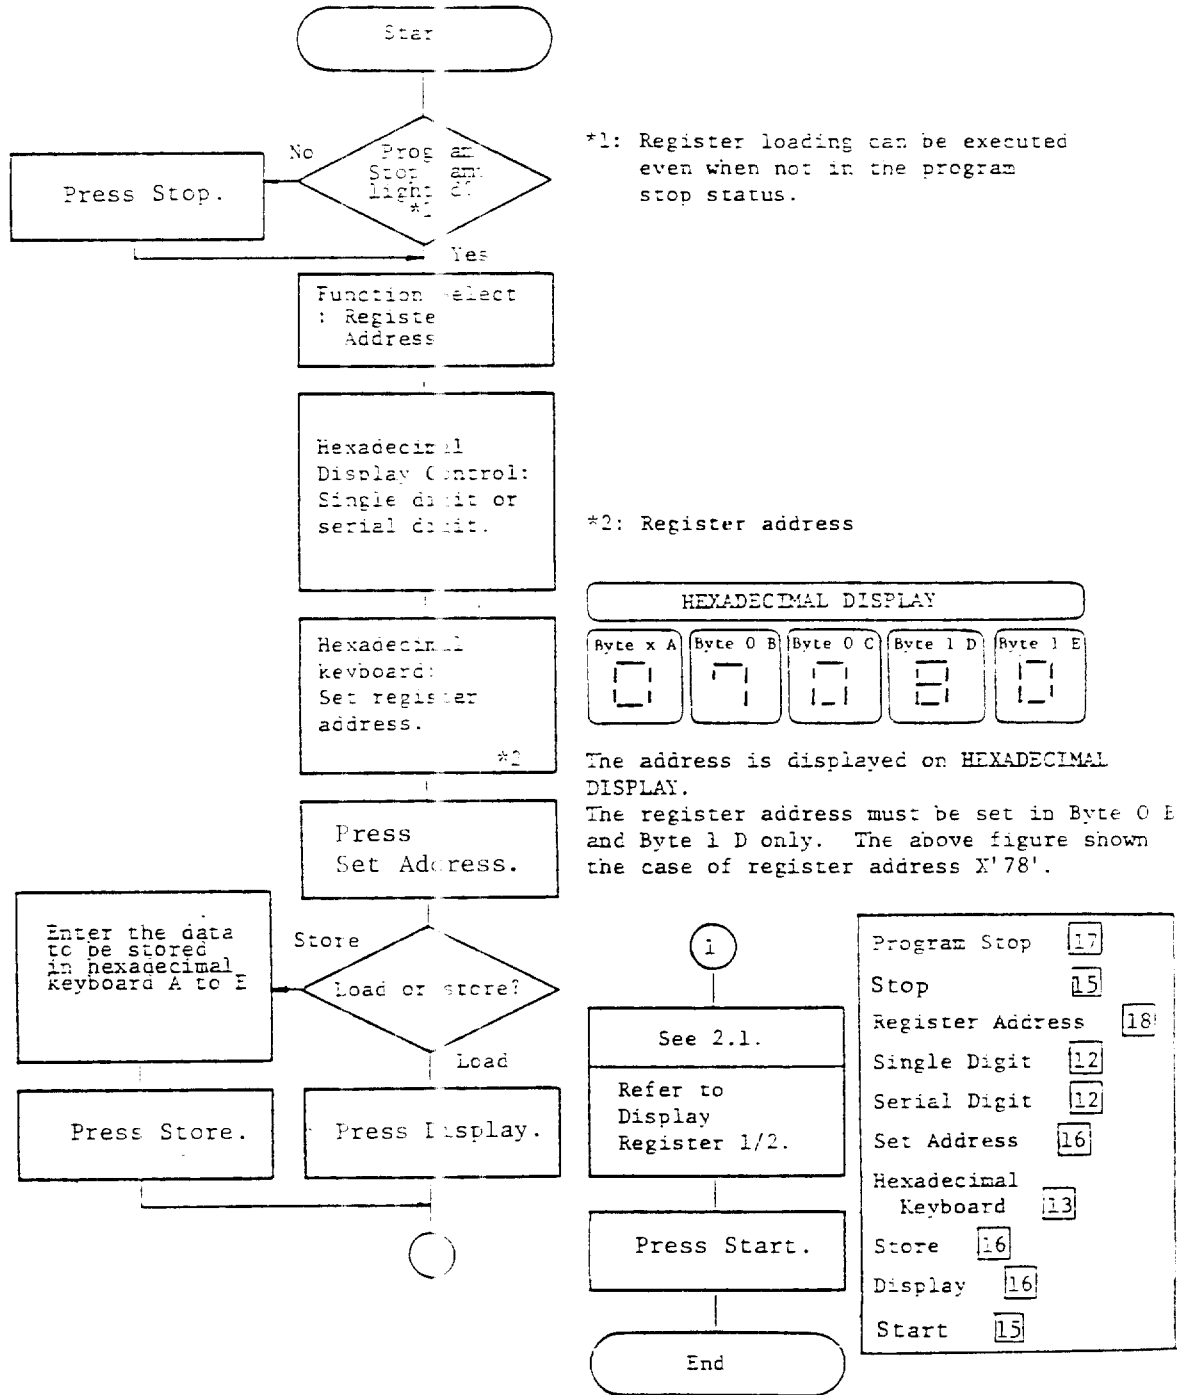 Star
No
Prog am
Stop am
light d?
*1
Press Stop.
Yes
*1: Register loading can be executed
even when not in the program
stop status.
Function elect
: Registe
Address
Hexadecimal
Display C ntrol:
Single di it or
serial di it.
*2: Register address
Hexadecimal
keyboard:
Set register
address.
*2
HEXADECIMAL DISPLAY
Byte x A Byte 0 B Byte 0 C Byte 1 D Byte 1 E
0 7 0 8 0
The address is displayed on HEXADECIMAL
DISPLAY.
The register address must be set in Byte 0 B
and Byte 1 D only. The above figure shown
the case of register address X'78'.
Press
Set Address.
Enter the data
to be stored
in hexadecimal
keyboard A to E
Store
Load or store?
Load
Press Store.
Press Display.
1
See 2.1.
Refer to
Display
Register 1/2.
Press Start.
End
Program Stop 17
Stop 15
Register Address 18
Single Digit 12
Serial Digit 12
Set Address 16
Hexadecimal
Keyboard 13
Store 16
Display 16
Start 15